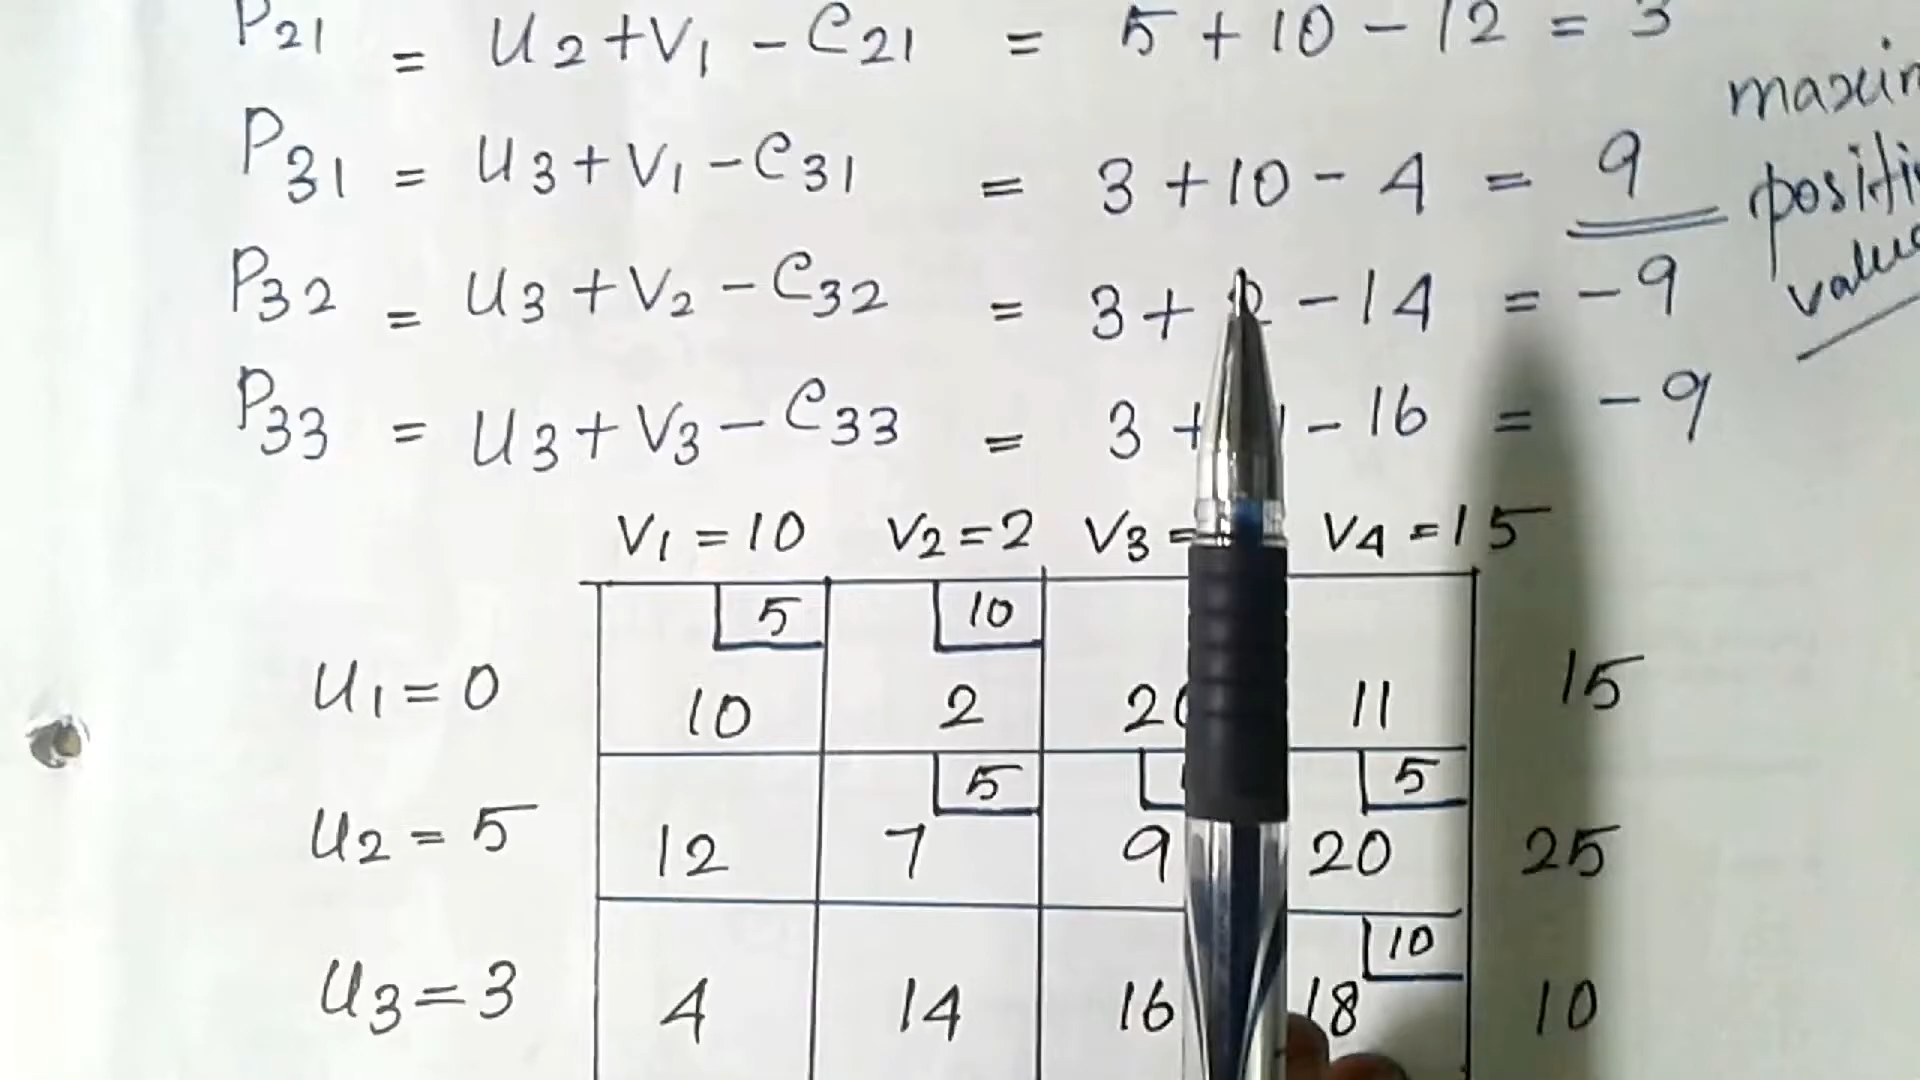 P21 = U2+V1 - C21 = 5 + 10 - 12 = 3
P31 = U3+V1 - C31 = 3 + 10 - 4 = 9
P32 = U3+V2 - C32 = 3 + - 14 = -9
P33 = U3+V3 - C33 = 3 + - 16 = -9
V1 = 10 V2 = 2 V3 = V4 = 15
5 10
U1 = 0 10 2 11 15
5 5
U2 = 5 12 7 9 20 25
10
U3 = 3 4 14 16 18 10